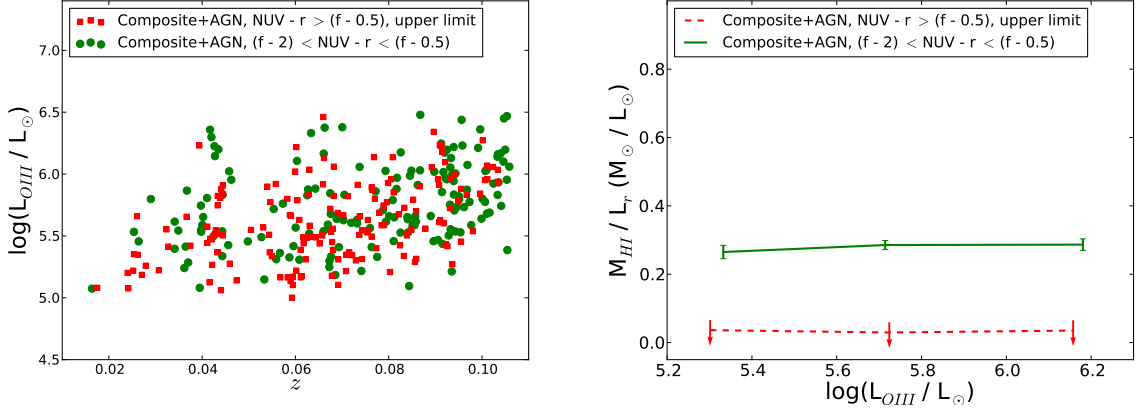 Composite+AGN, NUV - r > (f - 0.5), upper limit
Composite+AGN, (f - 2) < NUV - r < (f - 0.5)
log(L_OIII / L_⊙)
7.0
6.5
6.0
5.5
5.0
4.5
0.02
0.04
0.06
0.08
0.10
z
Composite+AGN, NUV - r > (f - 0.5), upper limit
Composite+AGN, (f - 2) < NUV - r < (f - 0.5)
M_HI / L_r (M_⊙ / L_⊙)
0.8
0.6
0.4
0.2
0.0
5.2
5.4
5.6
5.8
6.0
6.2
log(L_OIII / L_⊙)